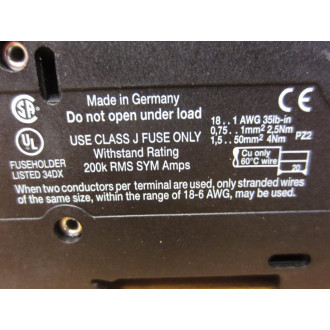 Made in Germany
Do not open under load
USE CLASS J FUSE ONLY
Withstand Rating
200k RMS SYM Amps
SA
UL
FUSEHOLDER
LISTED 34DX
CE
18 . . 1 AWG 35lb-in
0,75 . . 1mm² 2,5Nm
1,5 . . 50mm² 4Nm
PZ2
Cu only
60°C wire
20
When two conductors per terminal are used, only stranded wires
of the same size, within the range of 18-6 AWG, may be used.